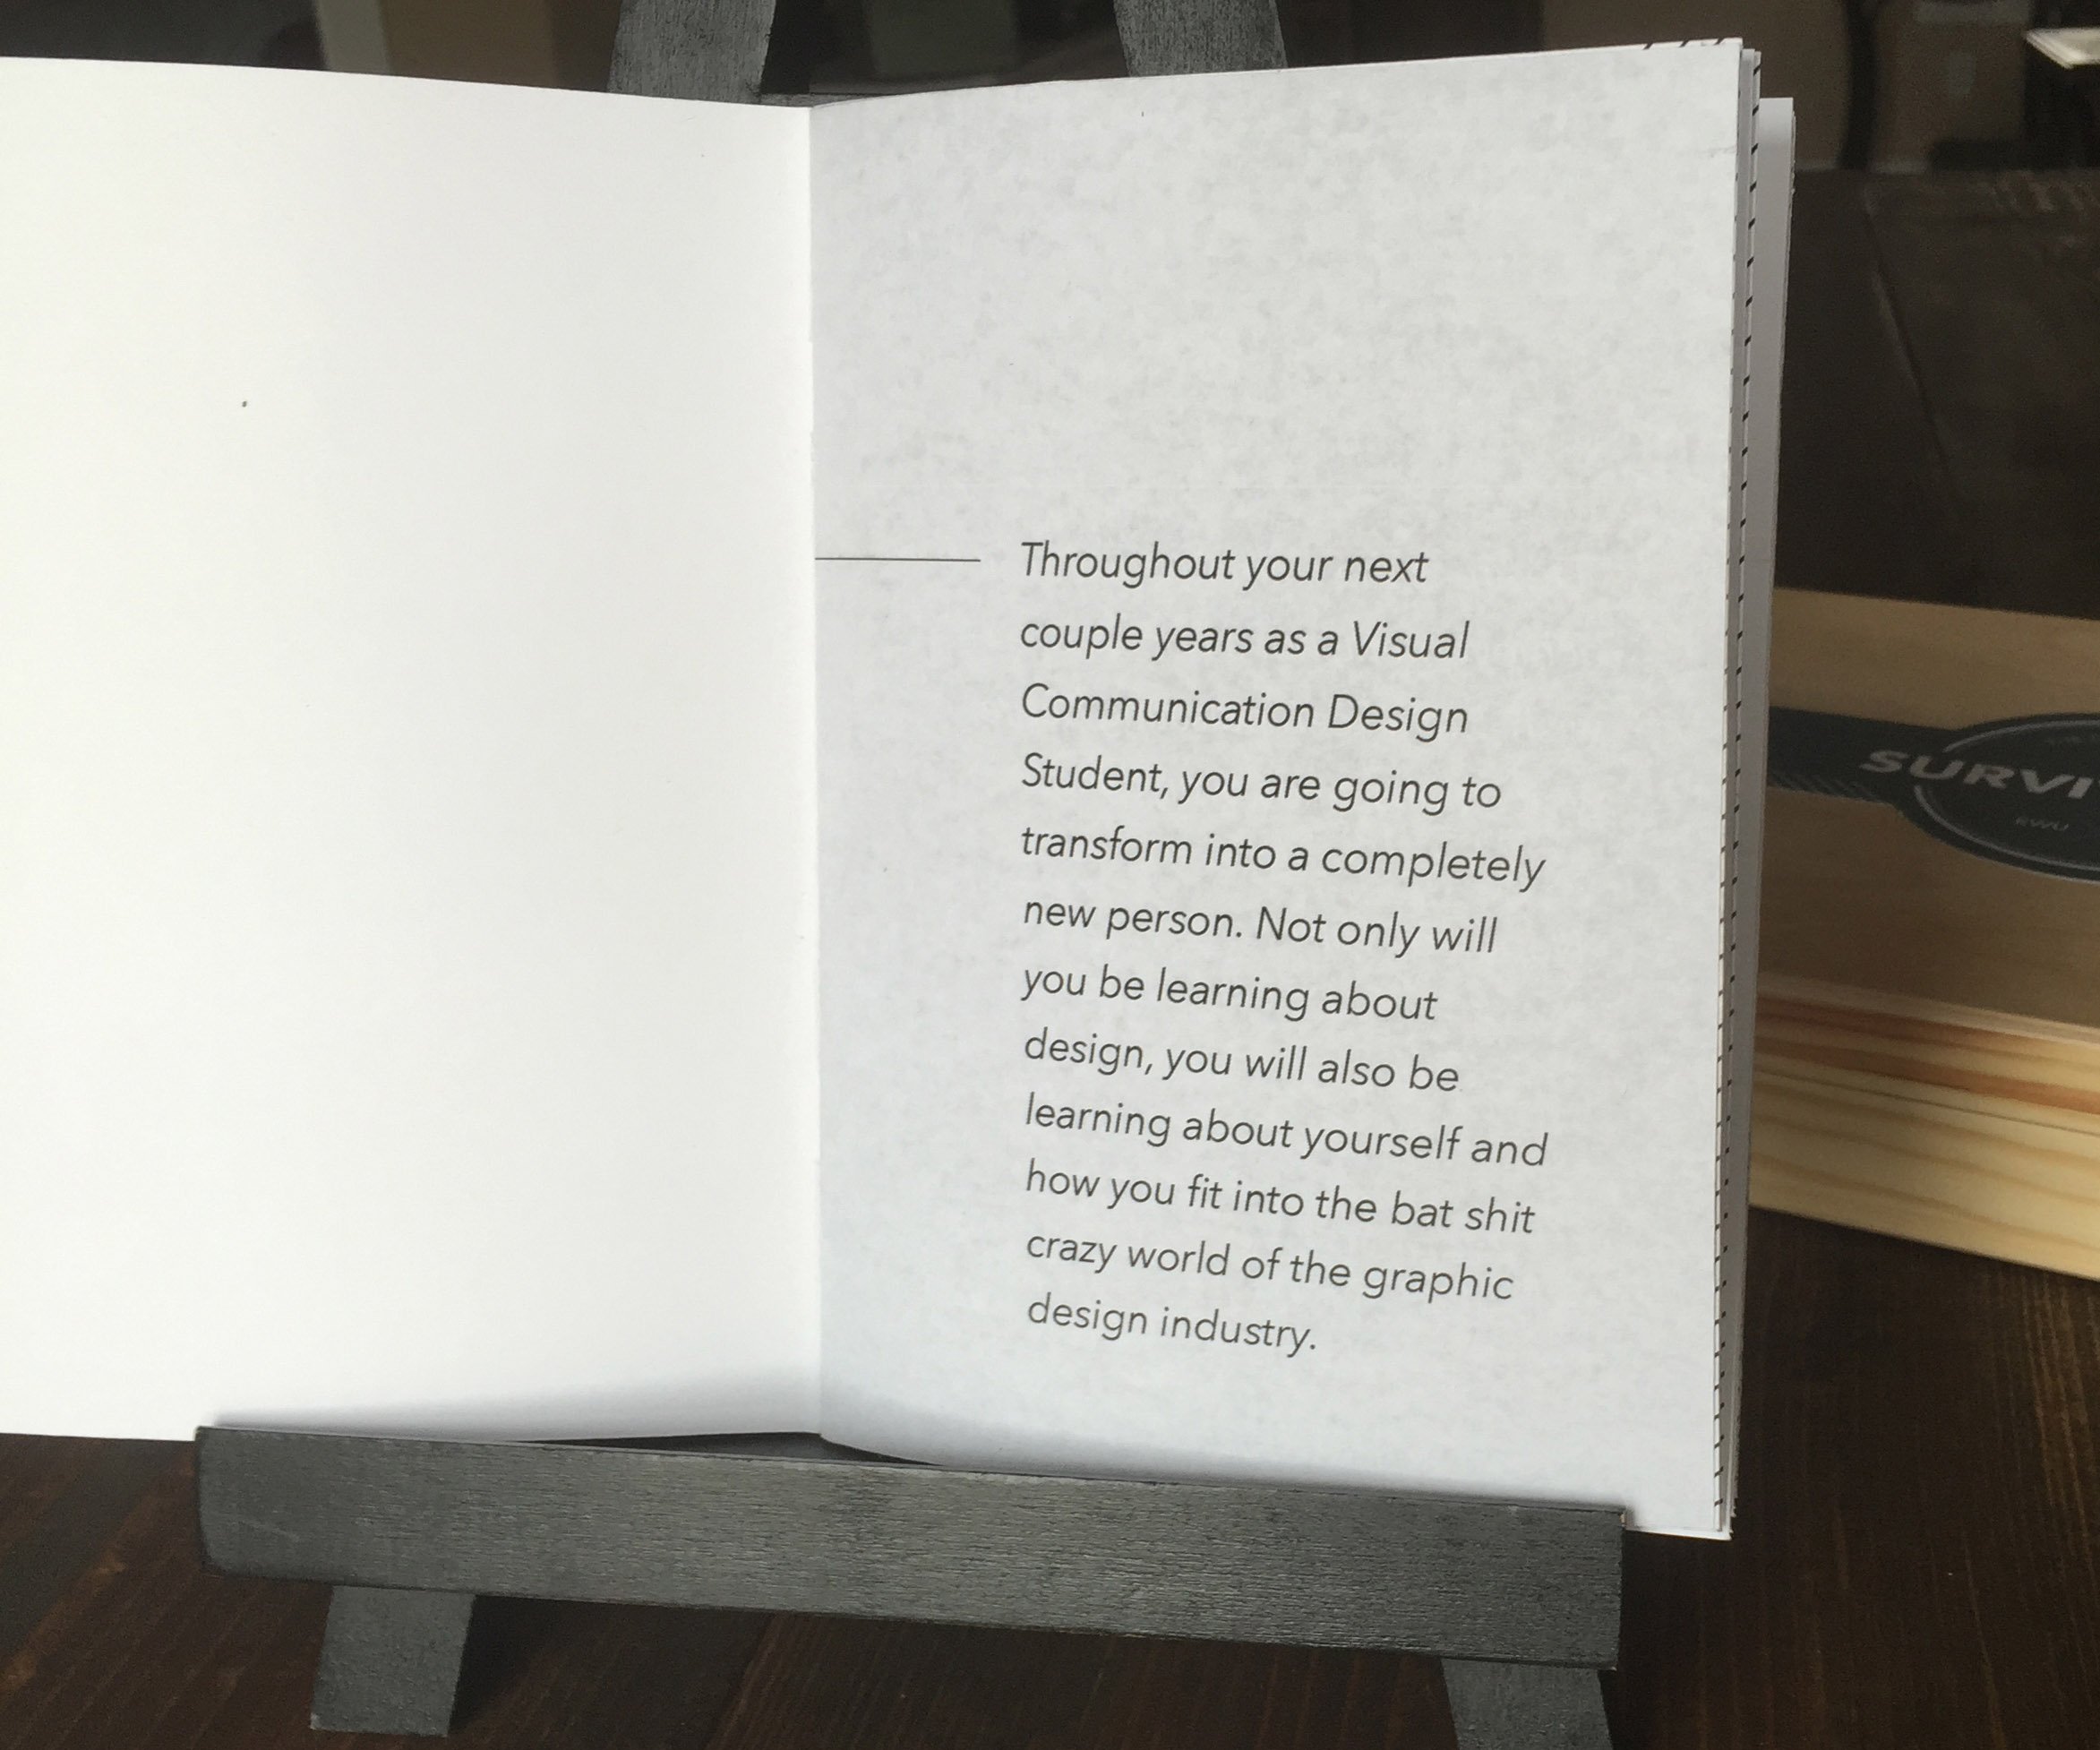 Throughout your next
couple years as a Visual
Communication Design
Student, you are going to
transform into a completely
new person. Not only will
you be learning about
design, you will also be
learning about yourself and
how you fit into the bat shit
crazy world of the graphic
design industry.
SURVI